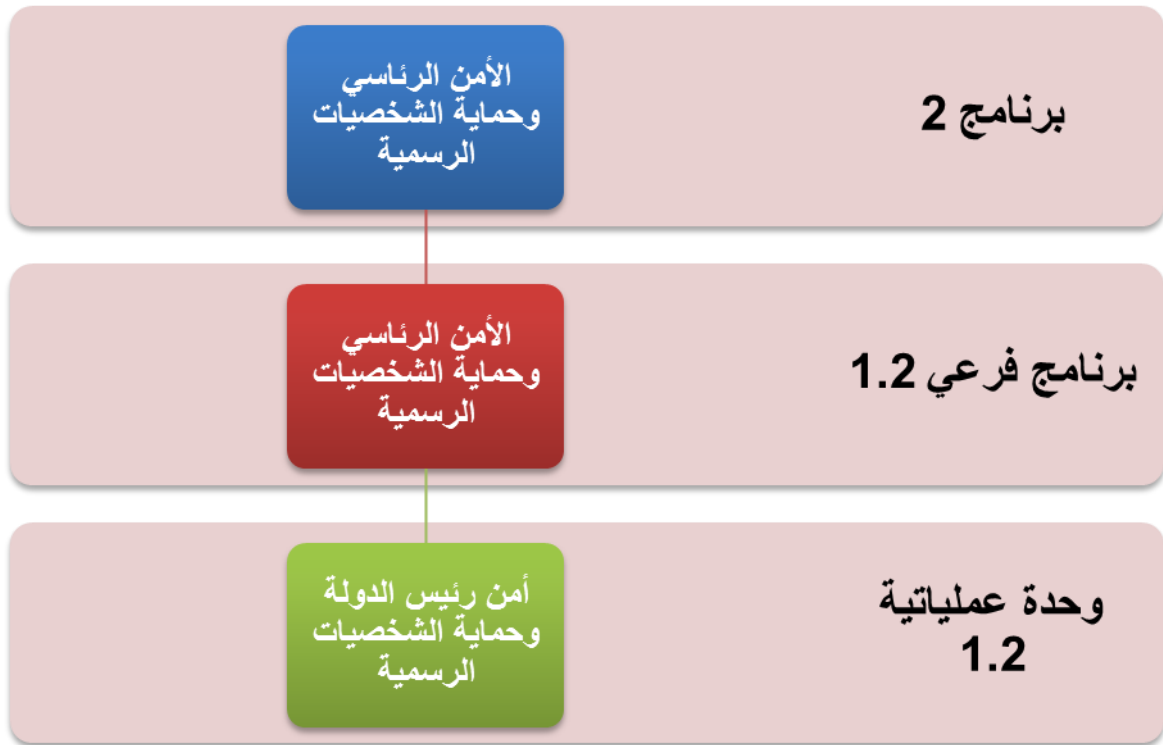 برنامج 2
الأمن الرئاسي
وحماية الشخصيات
الرسمية
برنامج فرعي 1.2
الأمن الرئاسي
وحماية الشخصيات
الرسمية
وحدة عملياتية
1.2
أمن رئيس الدولة
وحماية الشخصيات
الرسمية